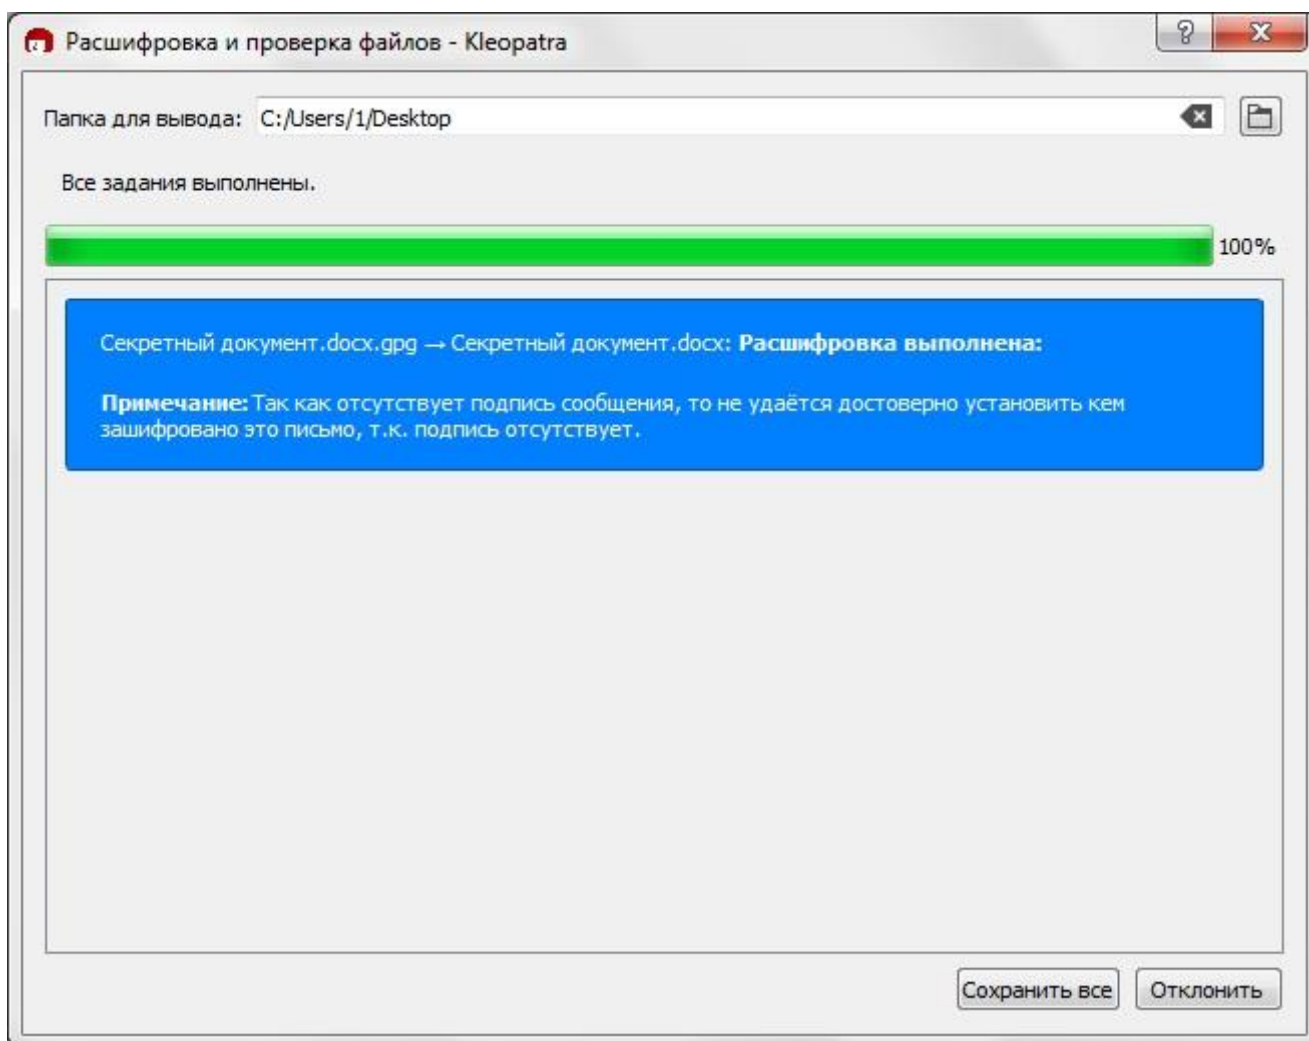 Расшифровка и проверка файлов - Kleopatra
Папка для вывода: C:/Users/1/Desktop
Все задания выполнены.
100%
Секретный документ.docx.gpg → Секретный документ.docx: Расшифровка выполнена:
Примечание: Так как отсутствует подпись сообщения, то не удаётся достоверно установить кем
зашифровано это письмо, т.к. подпись отсутствует.
Сохранить все Отклонить